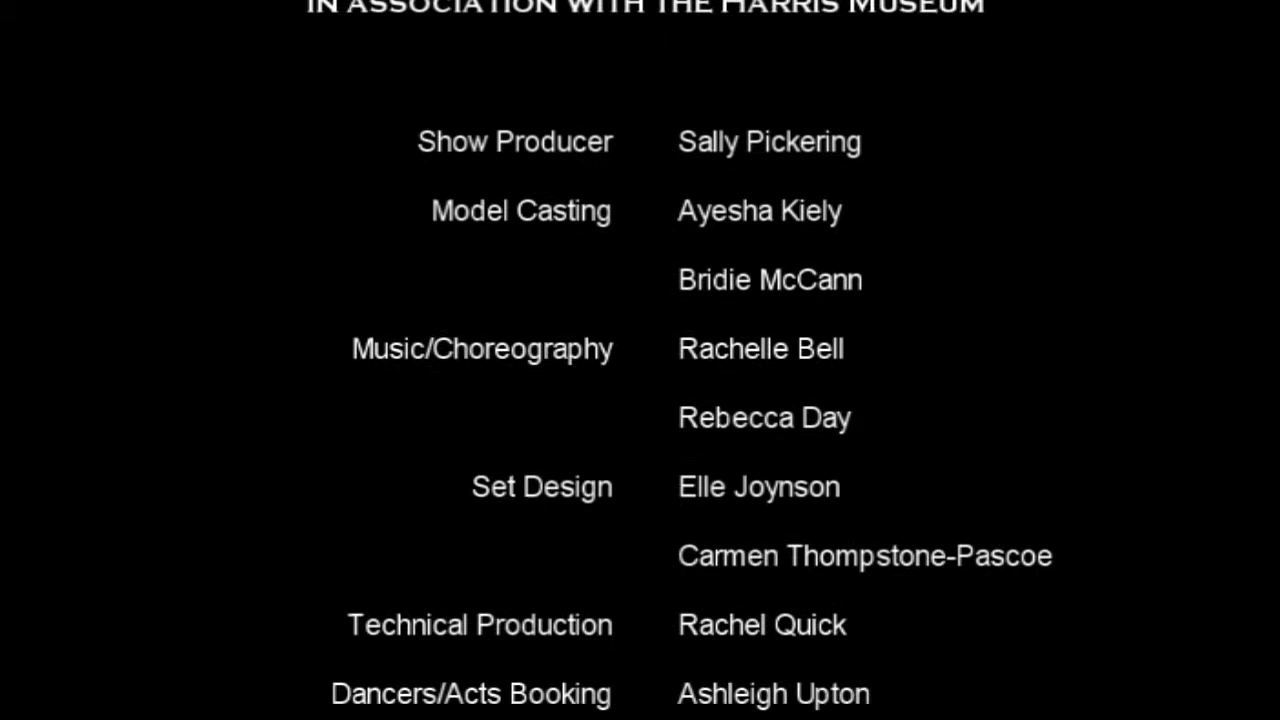 IN ASSOCIATION WITH THE HARRIS MUSEUM
Show Producer Sally Pickering
Model Casting Ayesha Kiely
Bridie McCann
Music/Choreography Rachelle Bell
Rebecca Day
Set Design Elle Joynson
Carmen Thompstone-Pascoe
Technical Production Rachel Quick
Dancers/Acts Booking Ashleigh Upton